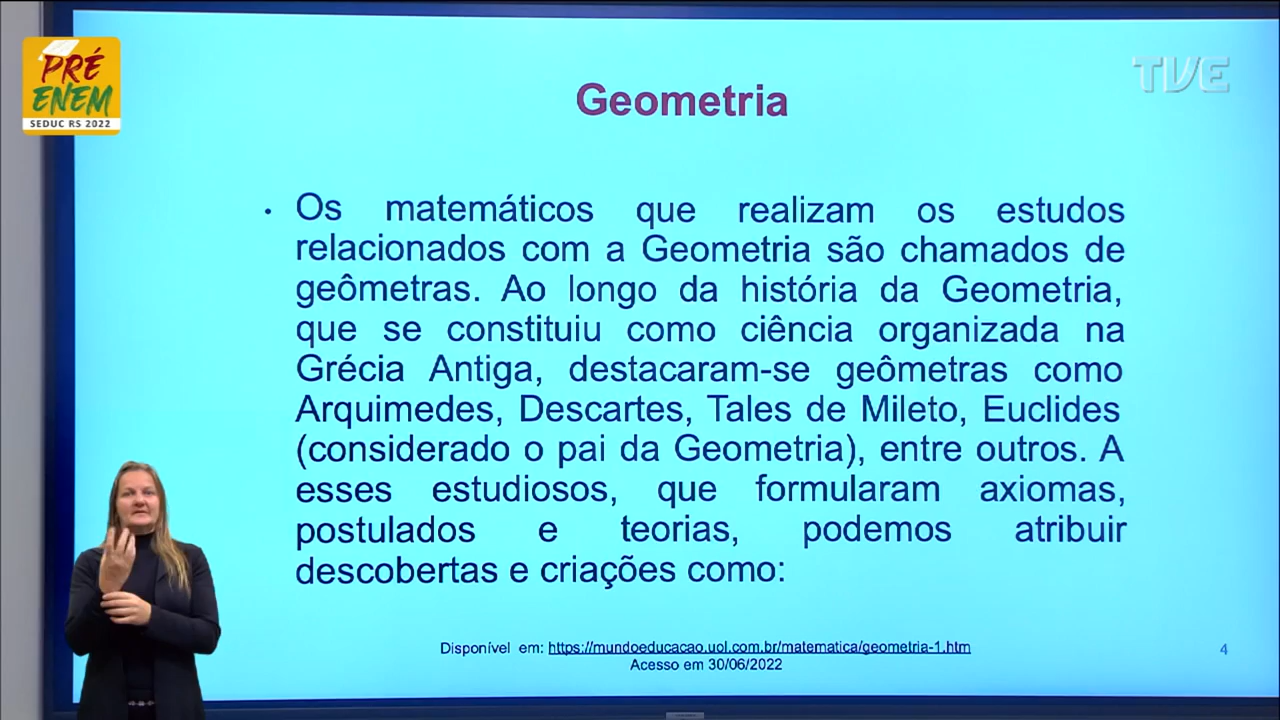 PRÉ
ENEM
SEDUC RS 2022
TVE
Geometria
• Os matemáticos que realizam os estudos
relacionados com a Geometria são chamados de
geômetras. Ao longo da história da Geometria,
que se constituiu como ciência organizada na
Grécia Antiga, destacaram-se geômetras como
Arquimedes, Descartes, Tales de Mileto, Euclides
(considerado o pai da Geometria), entre outros. A
esses estudiosos, que formularam axiomas,
postulados e teorias, podemos atribuir
descobertas e criações como:
Disponível em: https://mundoeducacao.uol.com.br/matematica/geometria-1.htm
Acesso em 30/06/2022
4